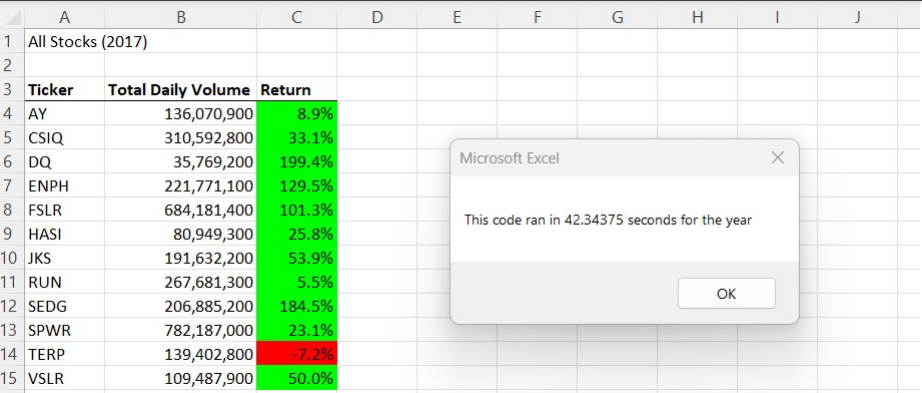 A B C D E F G H I J
1 All Stocks (2017)
2
3 Ticker Total Daily Volume Return
4 AY 136,070,900 8.9%
5 CSIQ 310,592,800 33.1%
6 DQ 35,769,200 199.4%
7 ENPH 221,771,100 129.5%
8 FSLR 684,181,400 101.3%
9 HASI 80,949,300 25.8%
10 JKS 191,632,200 53.9%
11 RUN 267,681,300 5.5%
12 SEDG 206,885,200 184.5%
13 SPWR 782,187,000 23.1%
14 TERP 139,402,800 -7.2%
15 VSLR 109,487,900 50.0%
Microsoft Excel
This code ran in 42.34375 seconds for the year
OK